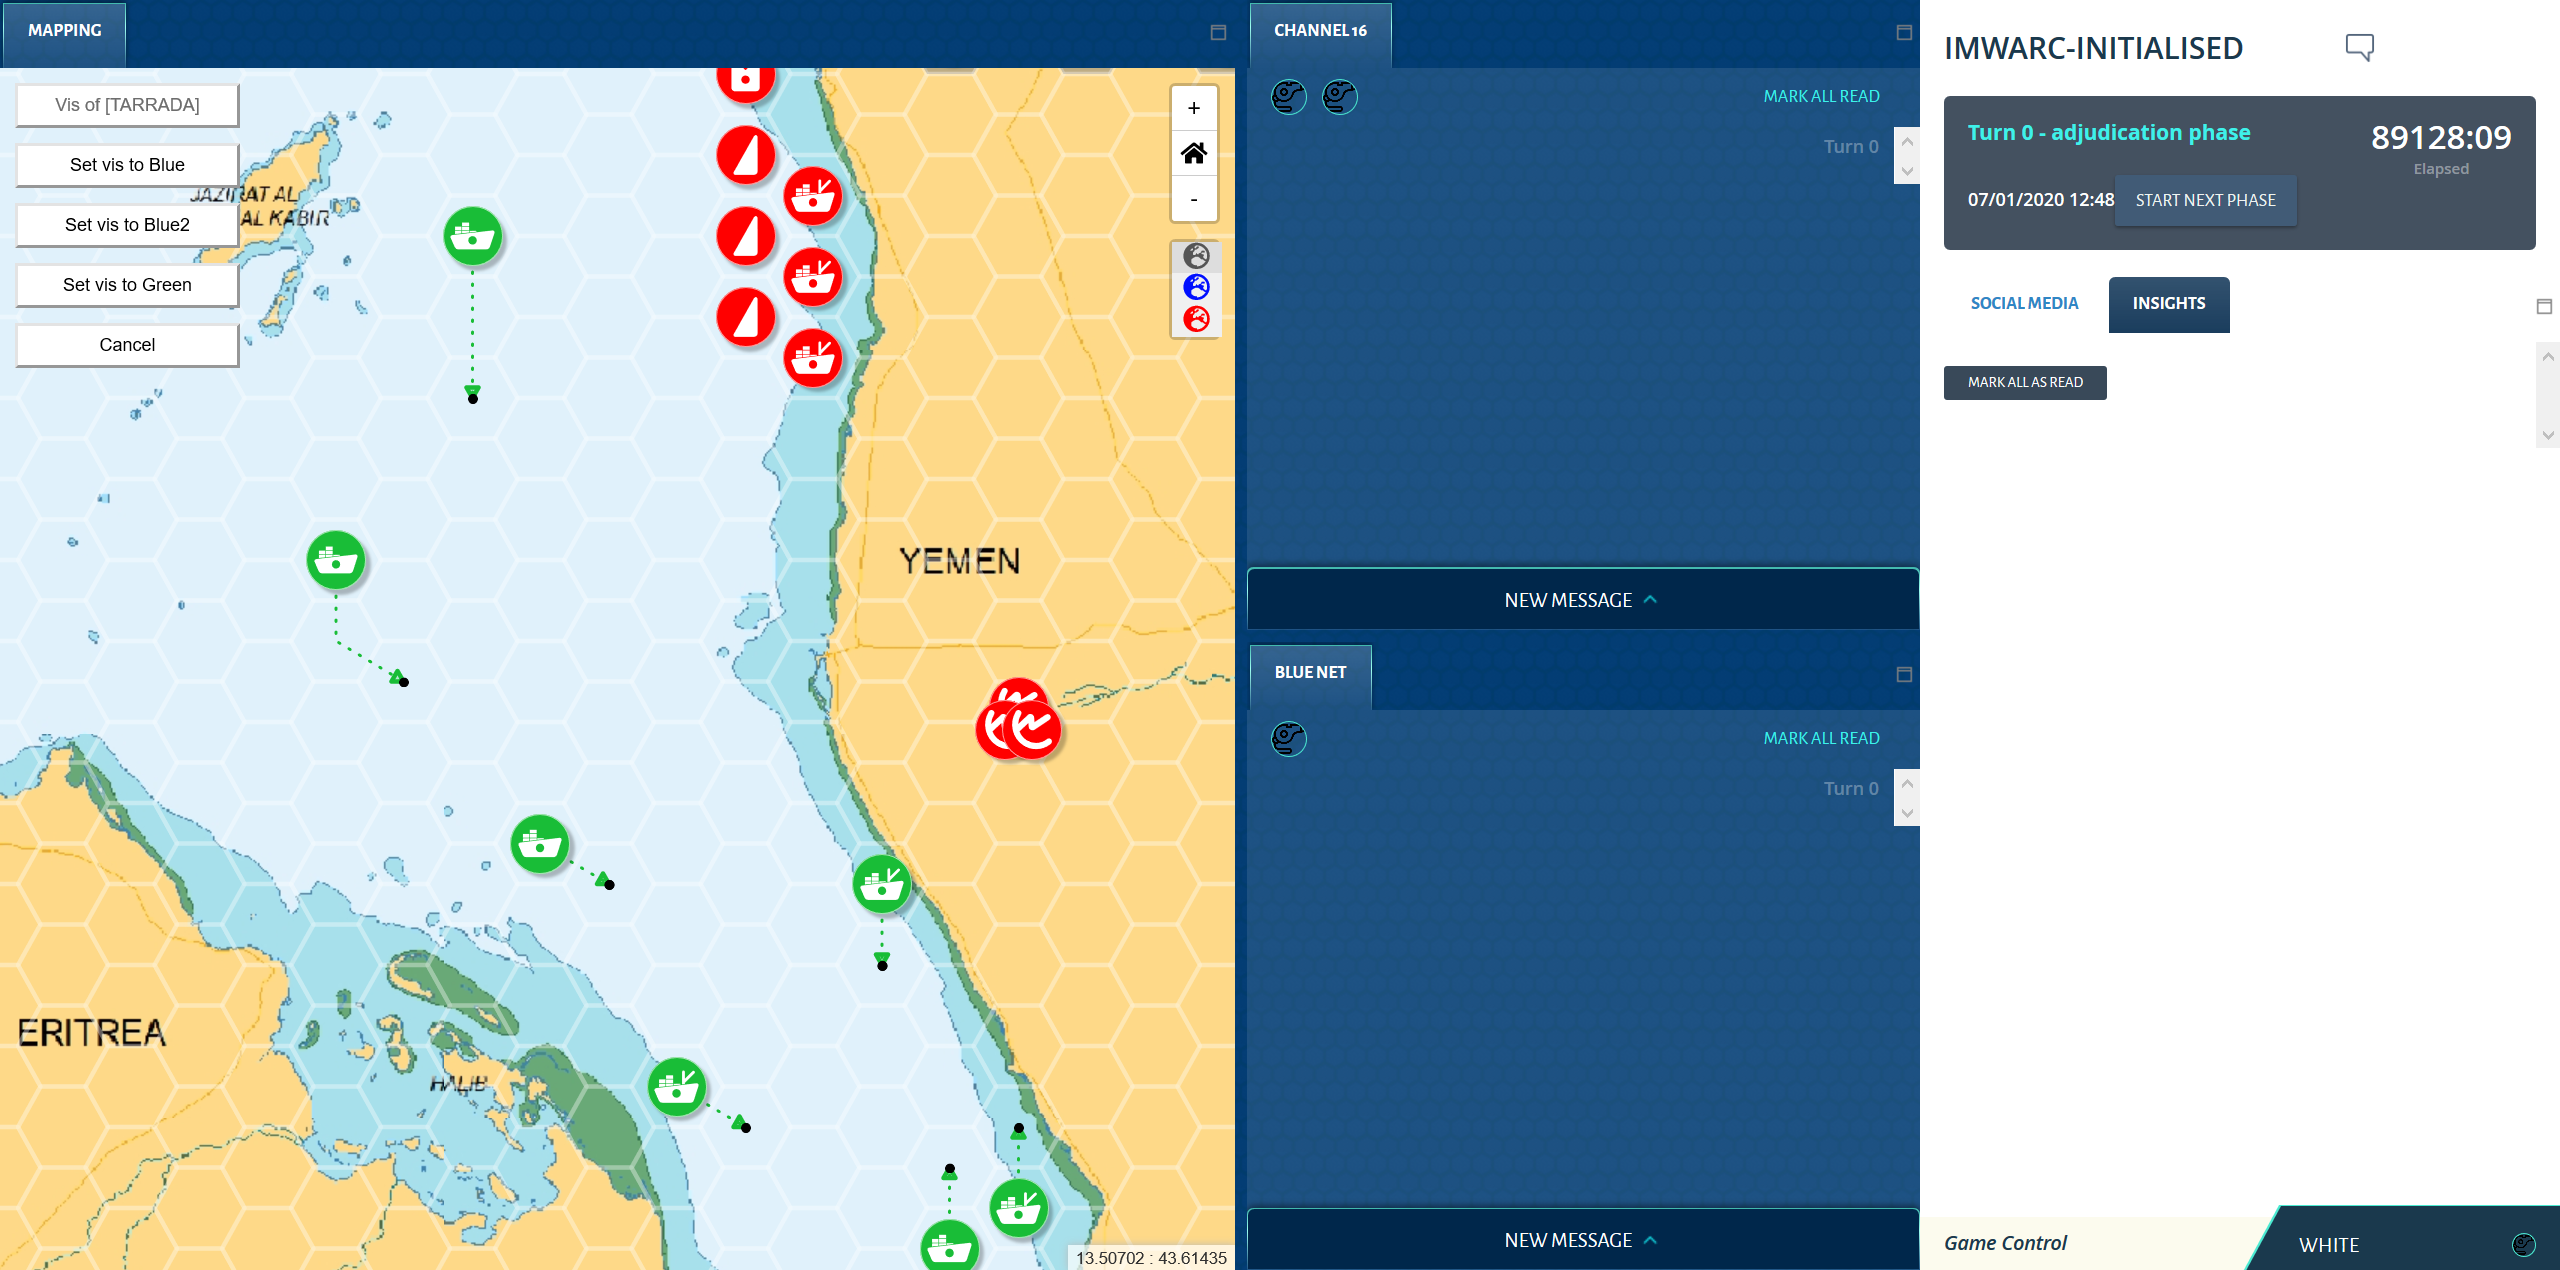 MAPPING
Vis of [TARRADA]
Set vis to Blue
Set vis to Blue2
Set vis to Green
Cancel
JAZIRAT AL
AL KABIR
+
-
YEMEN
ERITREA
HALIB
13.50702 : 43.61435
CHANNEL 16
MARK ALL READ
Turn 0
NEW MESSAGE
BLUE NET
MARK ALL READ
Turn 0
NEW MESSAGE
IMWARC-INITIALISED
Turn 0 - adjudication phase
89128:09
Elapsed
07/01/2020 12:48
START NEXT PHASE
SOCIAL MEDIA
INSIGHTS
MARK ALL AS READ
Game Control
WHITE